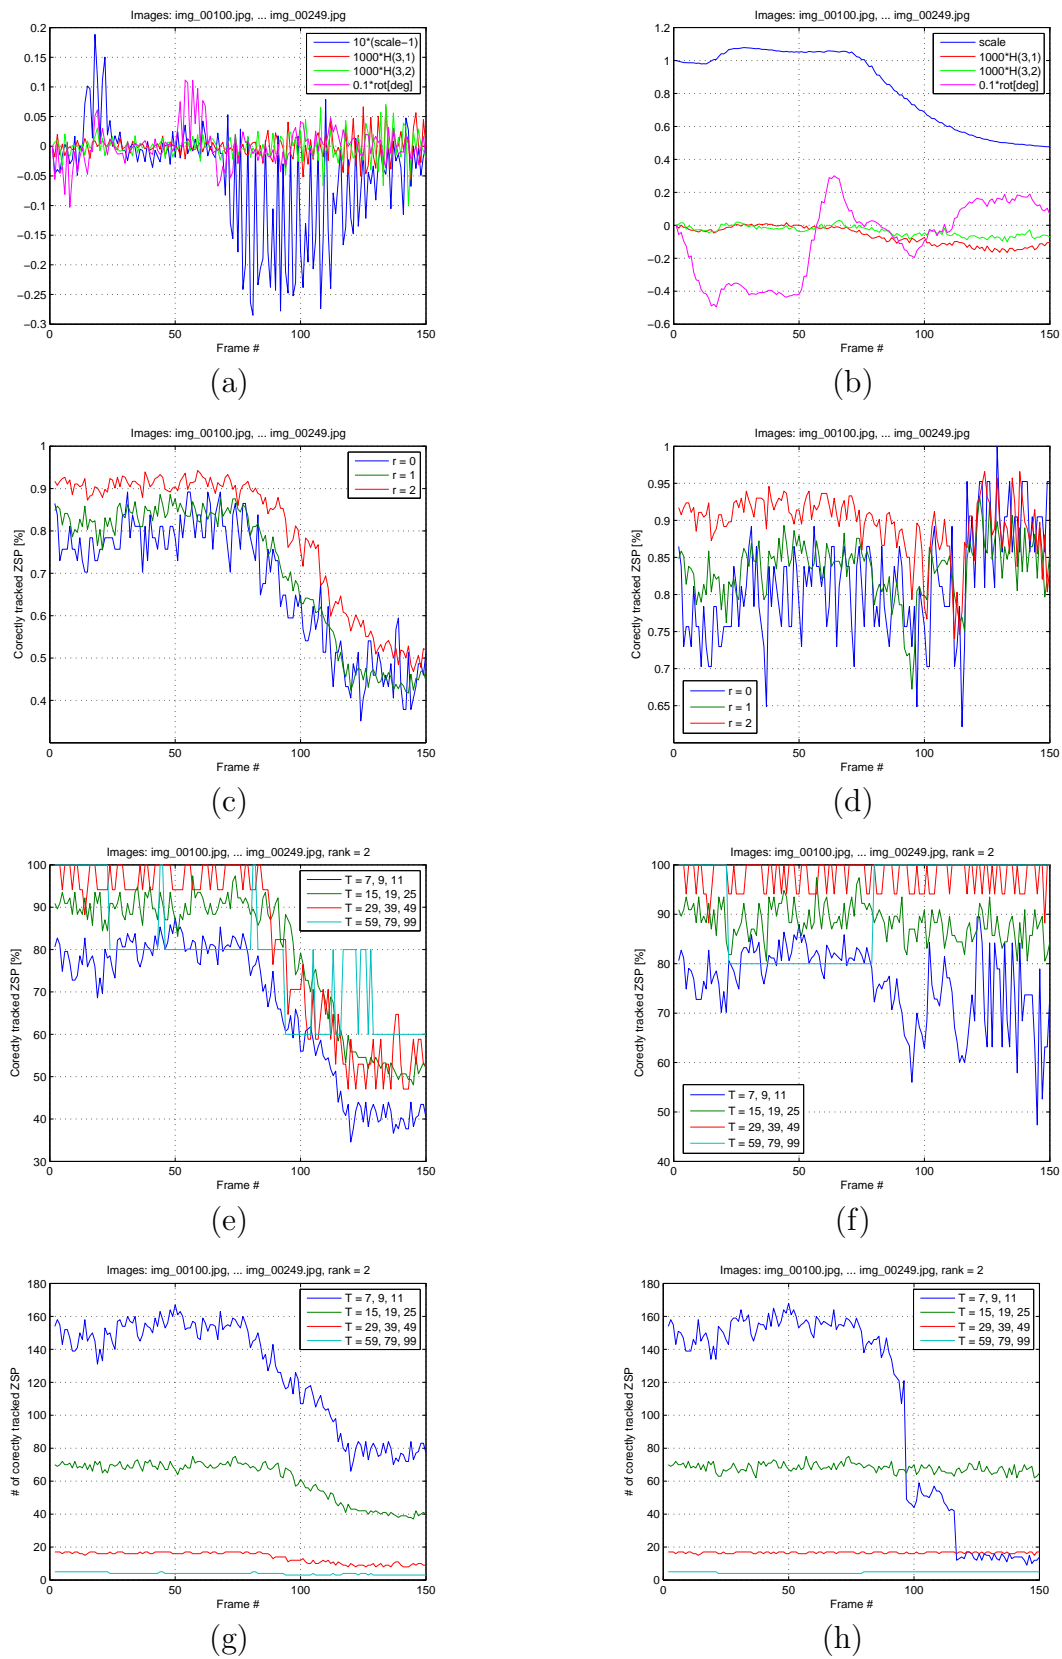 Images: img_00100.jpg, ... img_00249.jpg
0.2
0.15
0.1
0.05
0
−0.05
−0.1
−0.15
−0.2
−0.25
−0.3
10*(scale−1)
1000*H(3,1)
1000*H(3,2)
0.1*rot[deg]
0 50 100 150
Frame #
(a)
Images: img_00100.jpg, ... img_00249.jpg
1.2
1
0.8
0.6
0.4
0.2
0
−0.2
−0.4
−0.6
scale
1000*H(3,1)
1000*H(3,2)
0.1*rot[deg]
0 50 100 150
Frame #
(b)
Images: img_00100.jpg, ... img_00249.jpg
Corectly tracked ZSP [%]
1
0.9
0.8
0.7
0.6
0.5
0.4
r = 0
r = 1
r = 2
0 50 100 150
Frame #
(c)
Images: img_00100.jpg, ... img_00249.jpg
Corectly tracked ZSP [%]
1
0.95
0.9
0.85
0.8
0.75
0.7
0.65
r = 0
r = 1
r = 2
0 50 100 150
Frame #
(d)
Images: img_00100.jpg, ... img_00249.jpg, rank = 2
Corectly tracked ZSP [%]
100
90
80
70
60
50
40
30
T = 7, 9, 11
T = 15, 19, 25
T = 29, 39, 49
T = 59, 79, 99
0 50 100 150
Frame #
(e)
Images: img_00100.jpg, ... img_00249.jpg, rank = 2
Corectly tracked ZSP [%]
100
90
80
70
60
50
40
T = 7, 9, 11
T = 15, 19, 25
T = 29, 39, 49
T = 59, 79, 99
0 50 100 150
Frame #
(f)
Images: img_00100.jpg, ... img_00249.jpg, rank = 2
# of corectly tracked ZSP
180
160
140
120
100
80
60
40
20
0
T = 7, 9, 11
T = 15, 19, 25
T = 29, 39, 49
T = 59, 79, 99
0 50 100 150
Frame #
(g)
Images: img_00100.jpg, ... img_00249.jpg, rank = 2
# of corectly tracked ZSP
180
160
140
120
100
80
60
40
20
0
T = 7, 9, 11
T = 15, 19, 25
T = 29, 39, 49
T = 59, 79, 99
0 50 100 150
Frame #
(h)